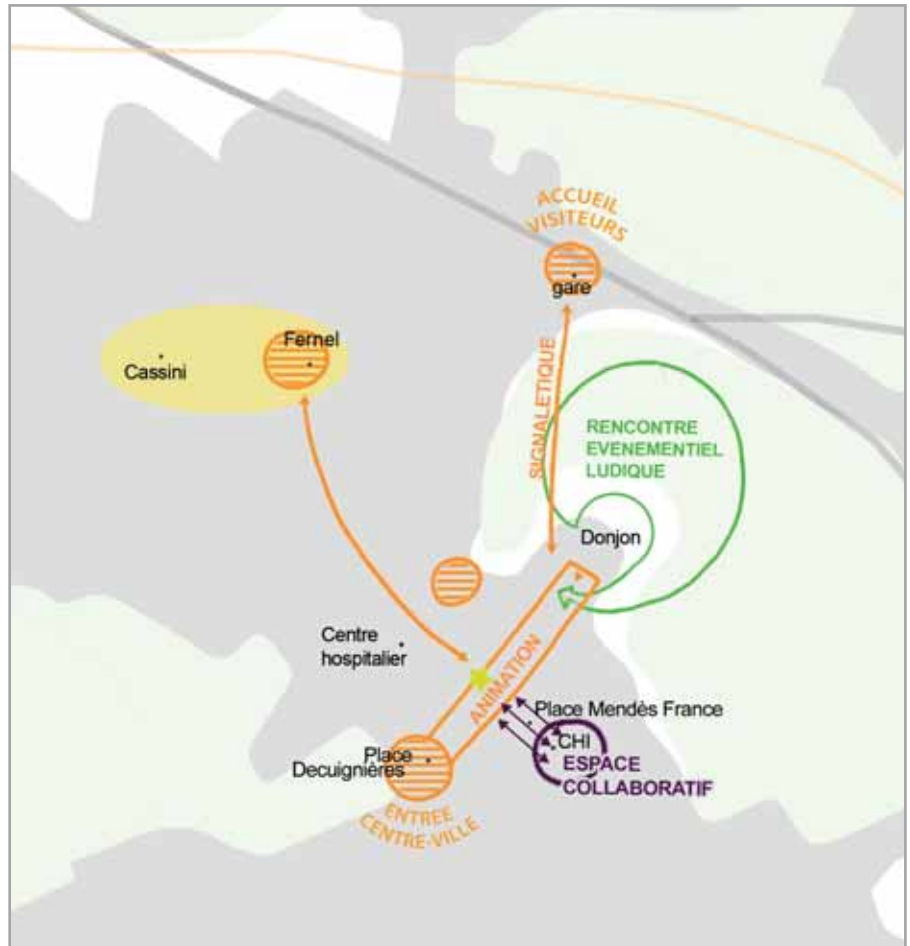 ACCUEIL
VISITEURS
gare
Fernel
Cassini
SIGNALETIQUE
RENCONTRE
EVENEMENTIEL
LUDIQUE
Donjon
Centre
hospitalier
ANIMATION
Place Mendès France
CHI
ESPACE
COLLABORATIF
Place
Decuignières
ENTREE
CENTRE-VILLE